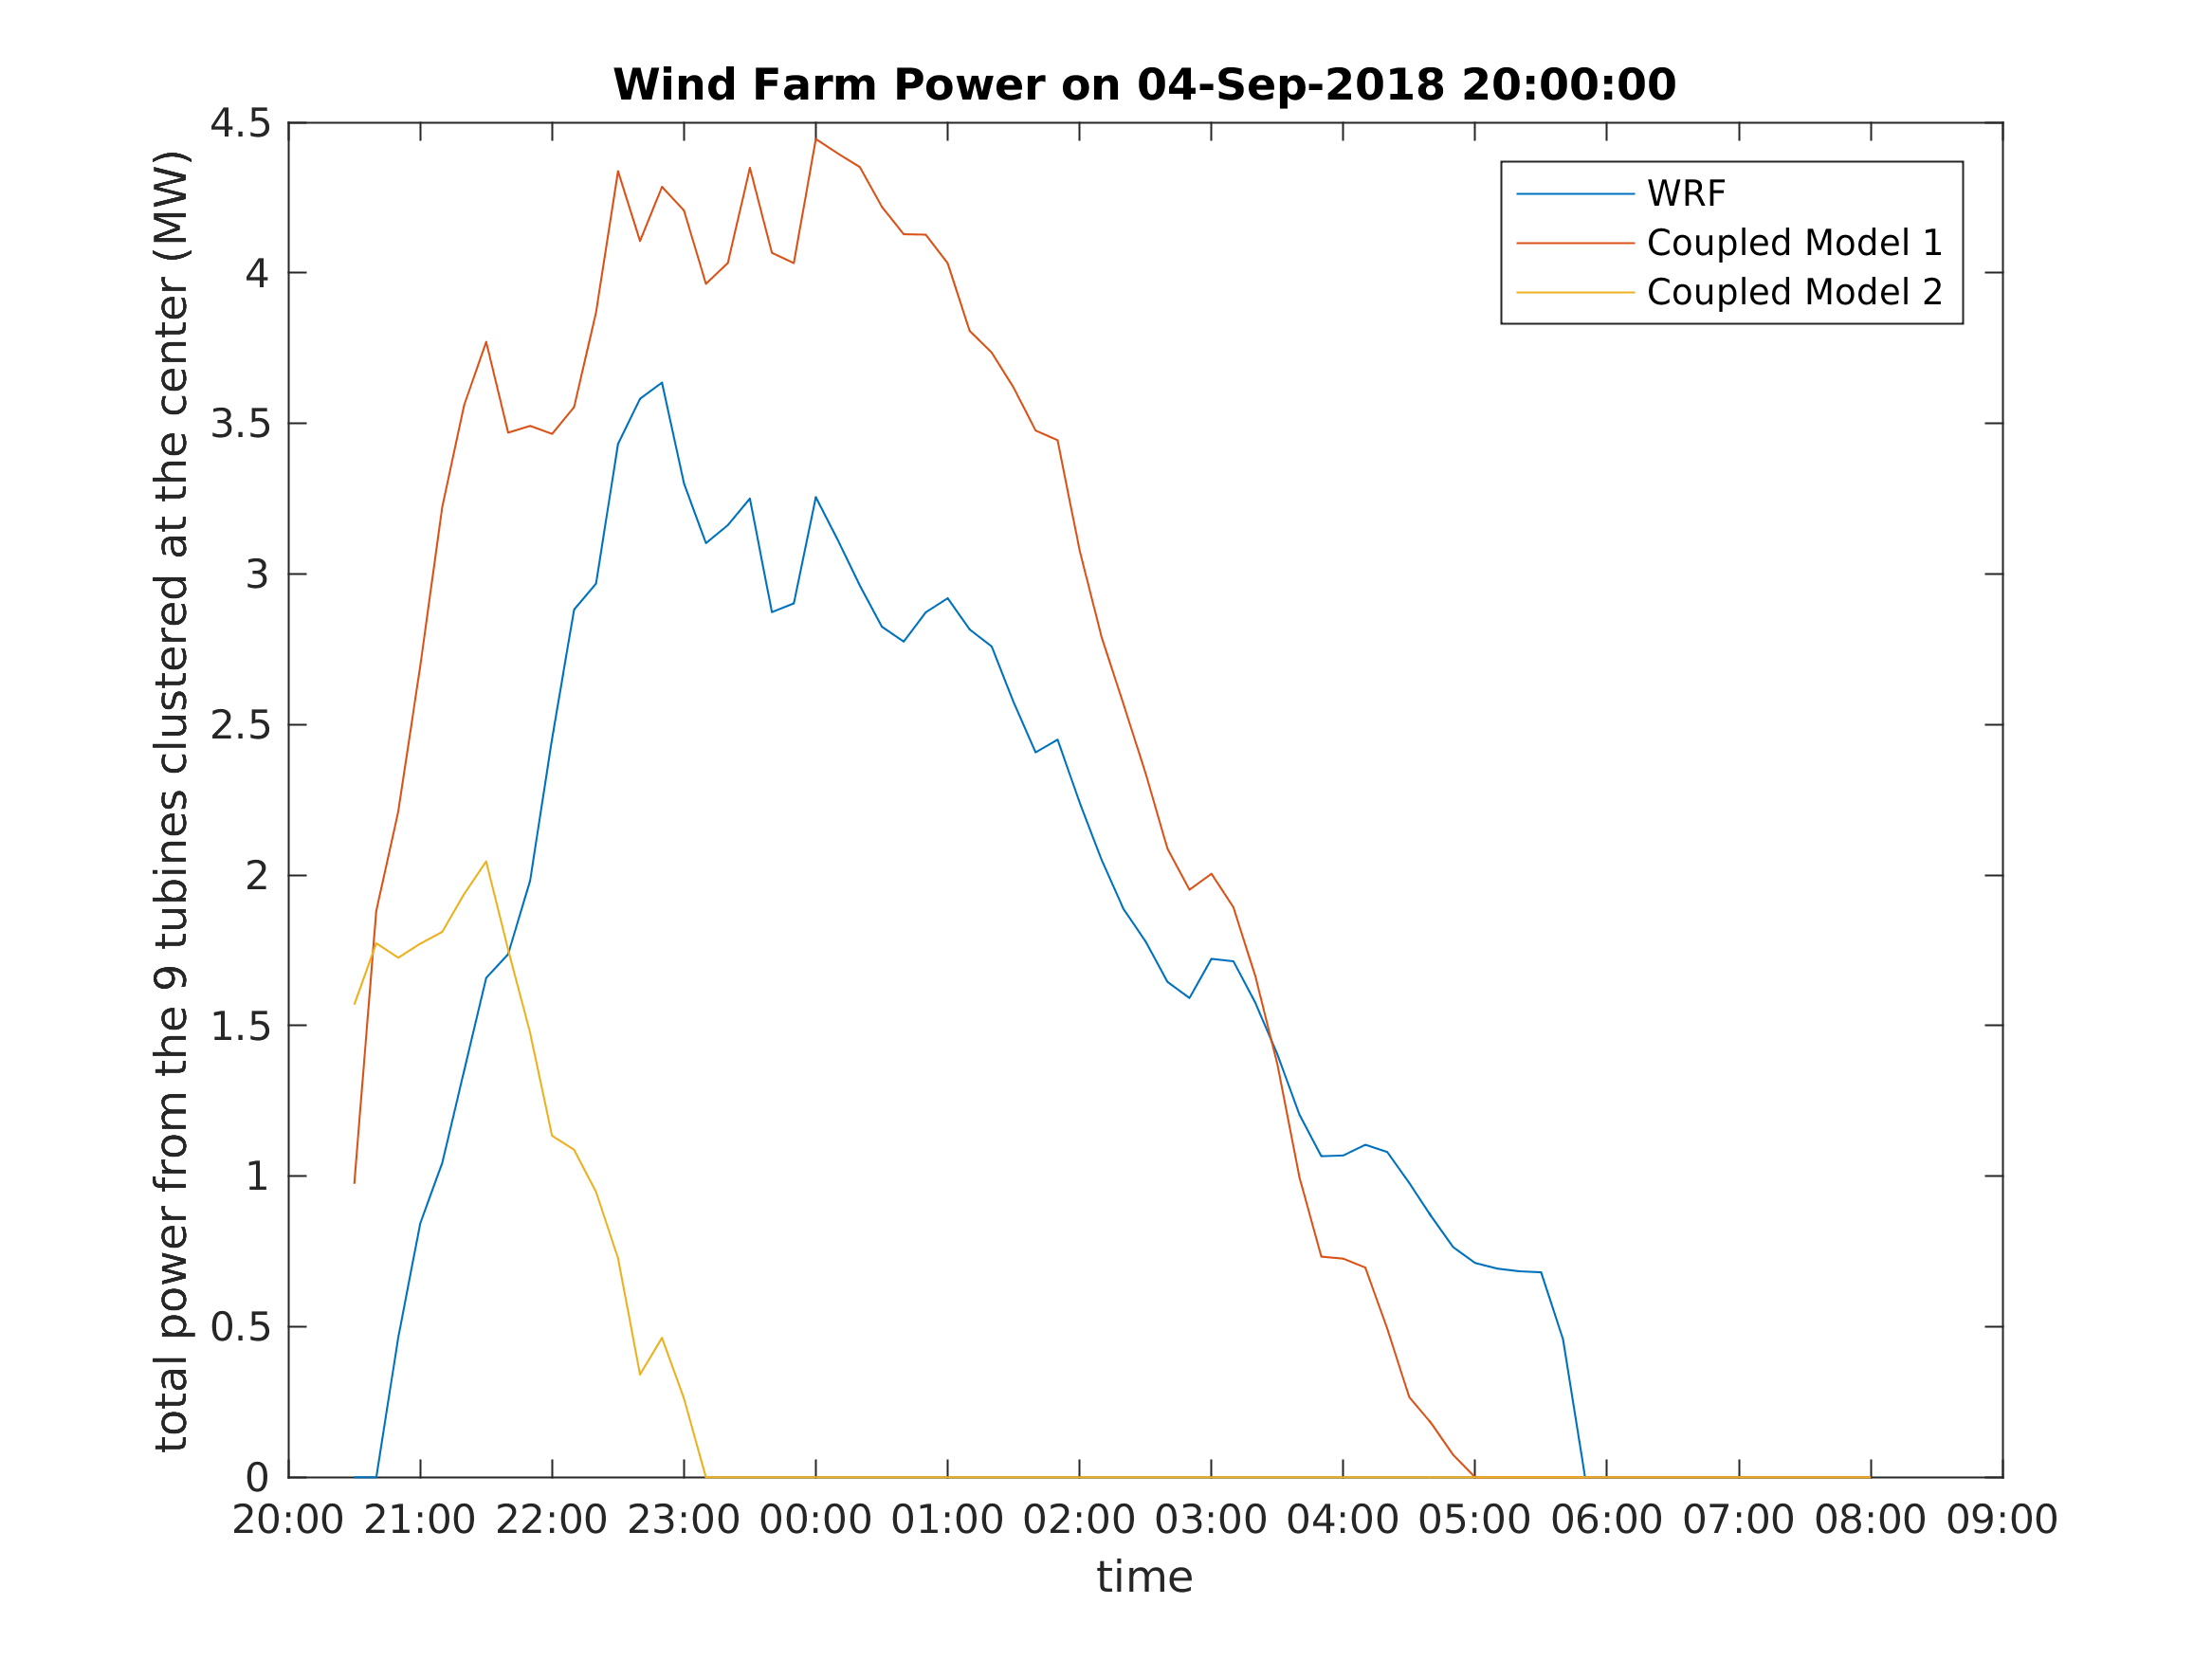 Wind Farm Power on 04-Sep-2018 20:00:00
total power from the 9 tubines clustered at the center (MW)
4.5
4
3.5
3
2.5
2
1.5
1
0.5
0
WRF
Coupled Model 1
Coupled Model 2
20:00 21:00 22:00 23:00 00:00 01:00 02:00 03:00 04:00 05:00 06:00 07:00 08:00 09:00
time